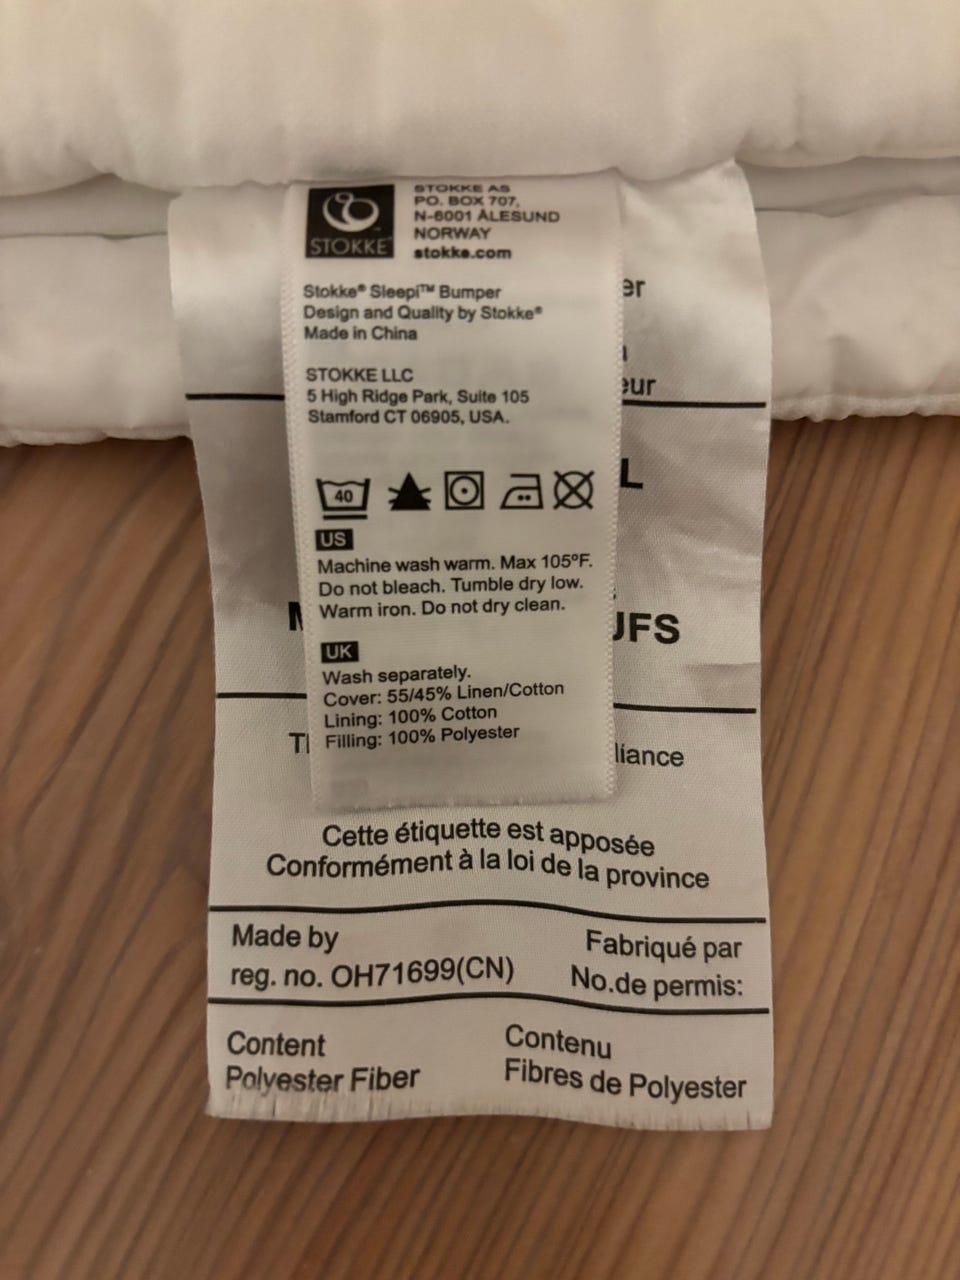 STOKKE
STOKKE AS
PO. BOX 707,
N-6001 ÅLESUND
NORWAY
stokke.com
Stokke® Sleepi™ Bumper
Design and Quality by Stokke®
Made in China
STOKKE LLC
5 High Ridge Park, Suite 105
Stamford CT 06905, USA.
40
US
Machine wash warm. Max 105°F.
Do not bleach. Tumble dry low.
Warm iron. Do not dry clean.
UK
Wash separately.
Cover: 55/45% Linen/Cotton
Lining: 100% Cotton
Filling: 100% Polyester
Cette étiquette est apposée
Conformément à la loi de la province
Made by
reg. no. OH71699(CN)
Fabriqué par
No.de permis:
Content
Polyester Fiber
Contenu
Fibres de Polyester